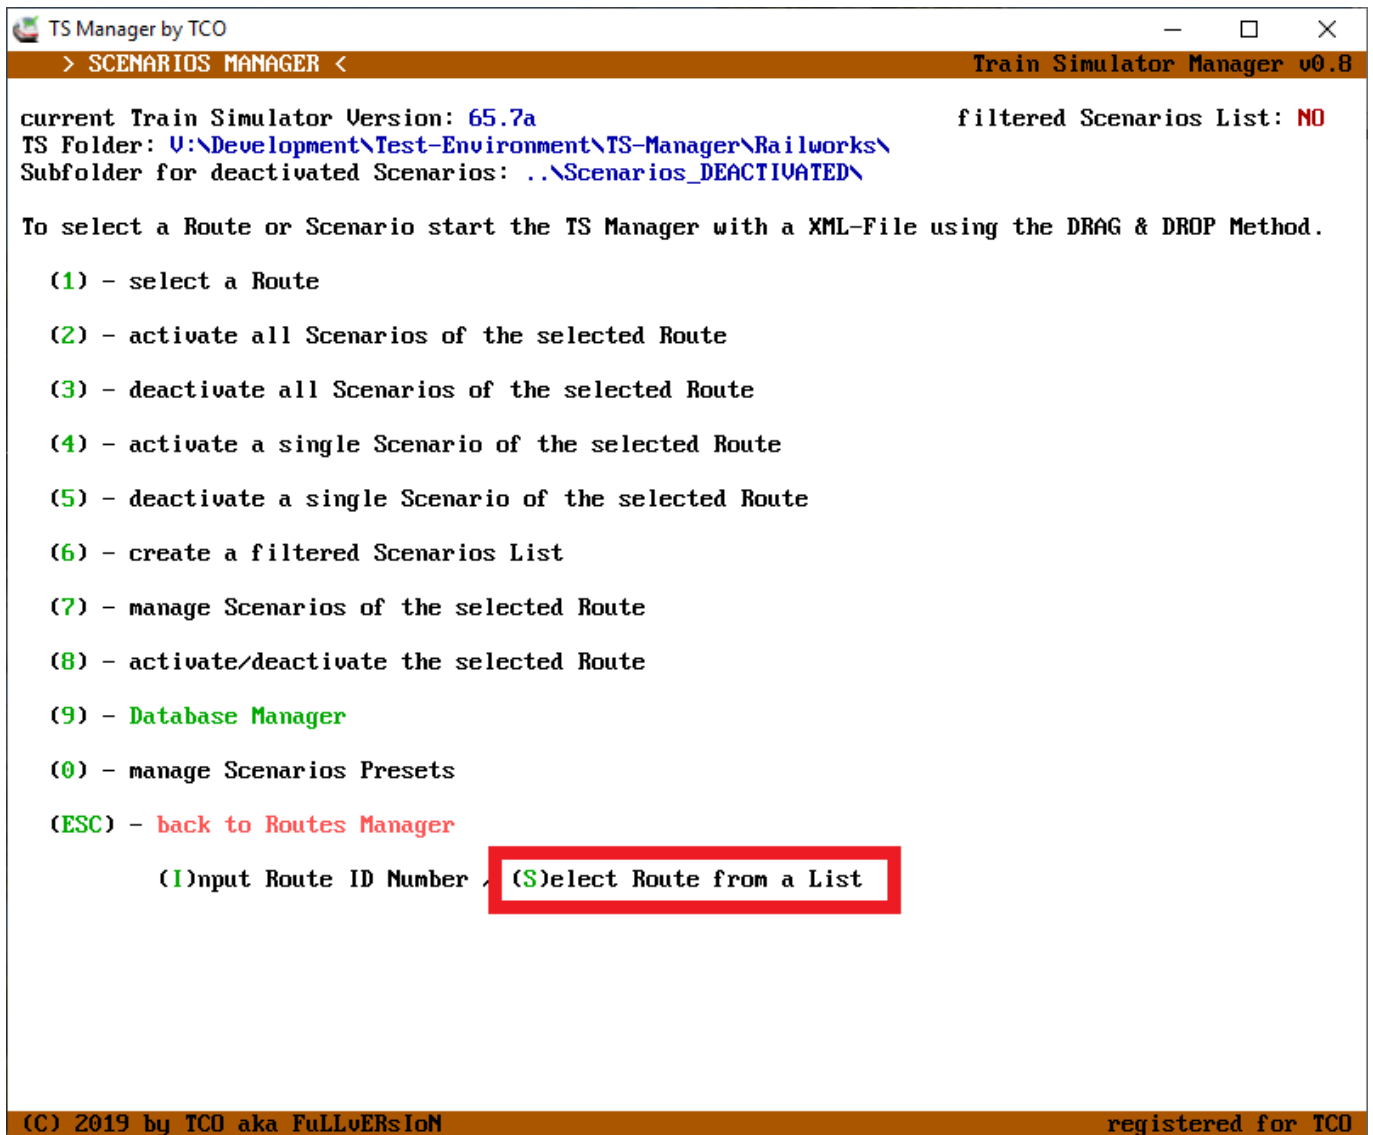 TS Manager by TCO
> SCENARIOS MANAGER < Train Simulator Manager v0.8
current Train Simulator Version: 65.7a filtered Scenarios List: NO
TS Folder: V:\Development\Test-Environment\TS-Manager\Railworks\
Subfolder for deactivated Scenarios: ..\Scenarios_DEACTIVATED\
To select a Route or Scenario start the TS Manager with a XML-File using the DRAG & DROP Method.
(1) - select a Route
(2) - activate all Scenarios of the selected Route
(3) - deactivate all Scenarios of the selected Route
(4) - activate a single Scenario of the selected Route
(5) - deactivate a single Scenario of the selected Route
(6) - create a filtered Scenarios List
(7) - manage Scenarios of the selected Route
(8) - activate/deactivate the selected Route
(9) - Database Manager
(0) - manage Scenarios Presets
(ESC) - back to Routes Manager
(I)nput Route ID Number / (S)elect Route from a List
(C) 2019 by TCO aka FuLLvERsIoN registered for TCO